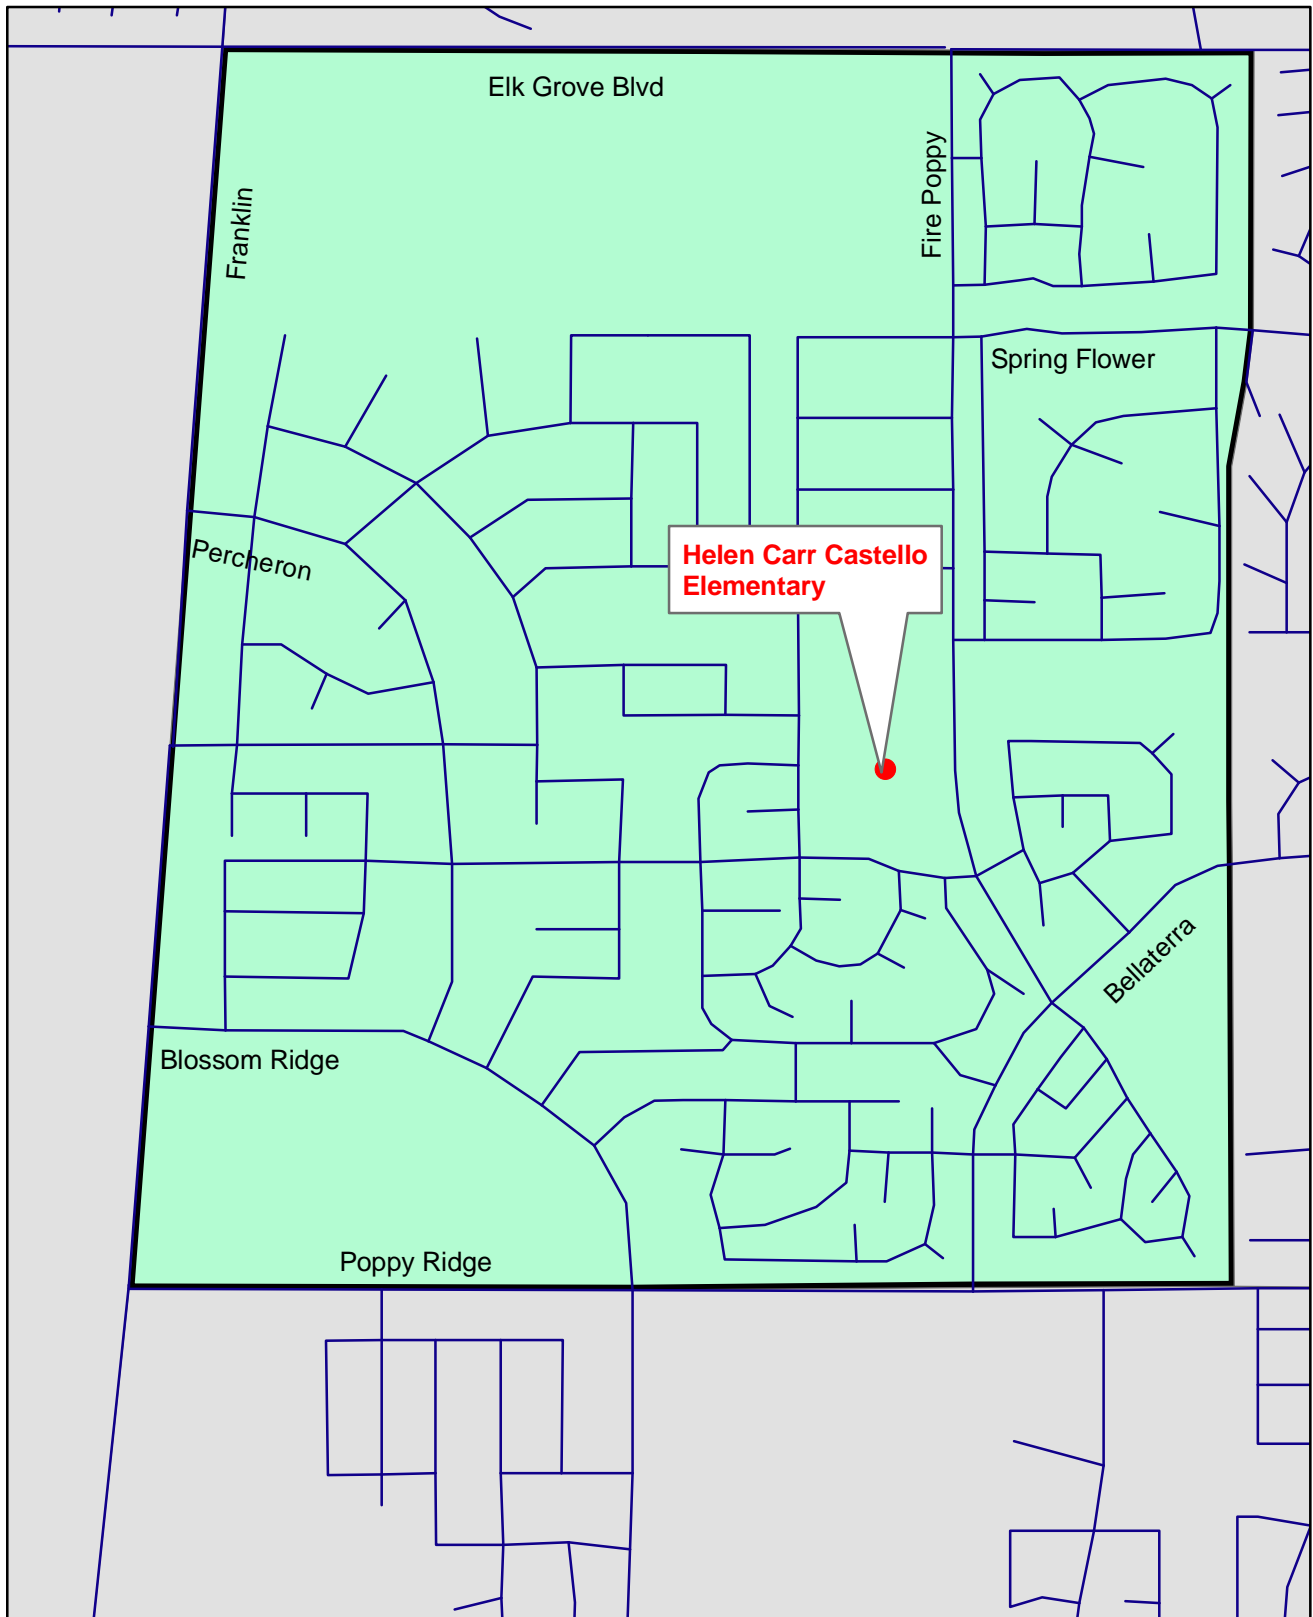 Elk Grove Blvd
Fire Poppy
Franklin
Spring Flower
Percheron
Helen Carr Castello
Elementary
Bellaterra
Blossom Ridge
Poppy Ridge